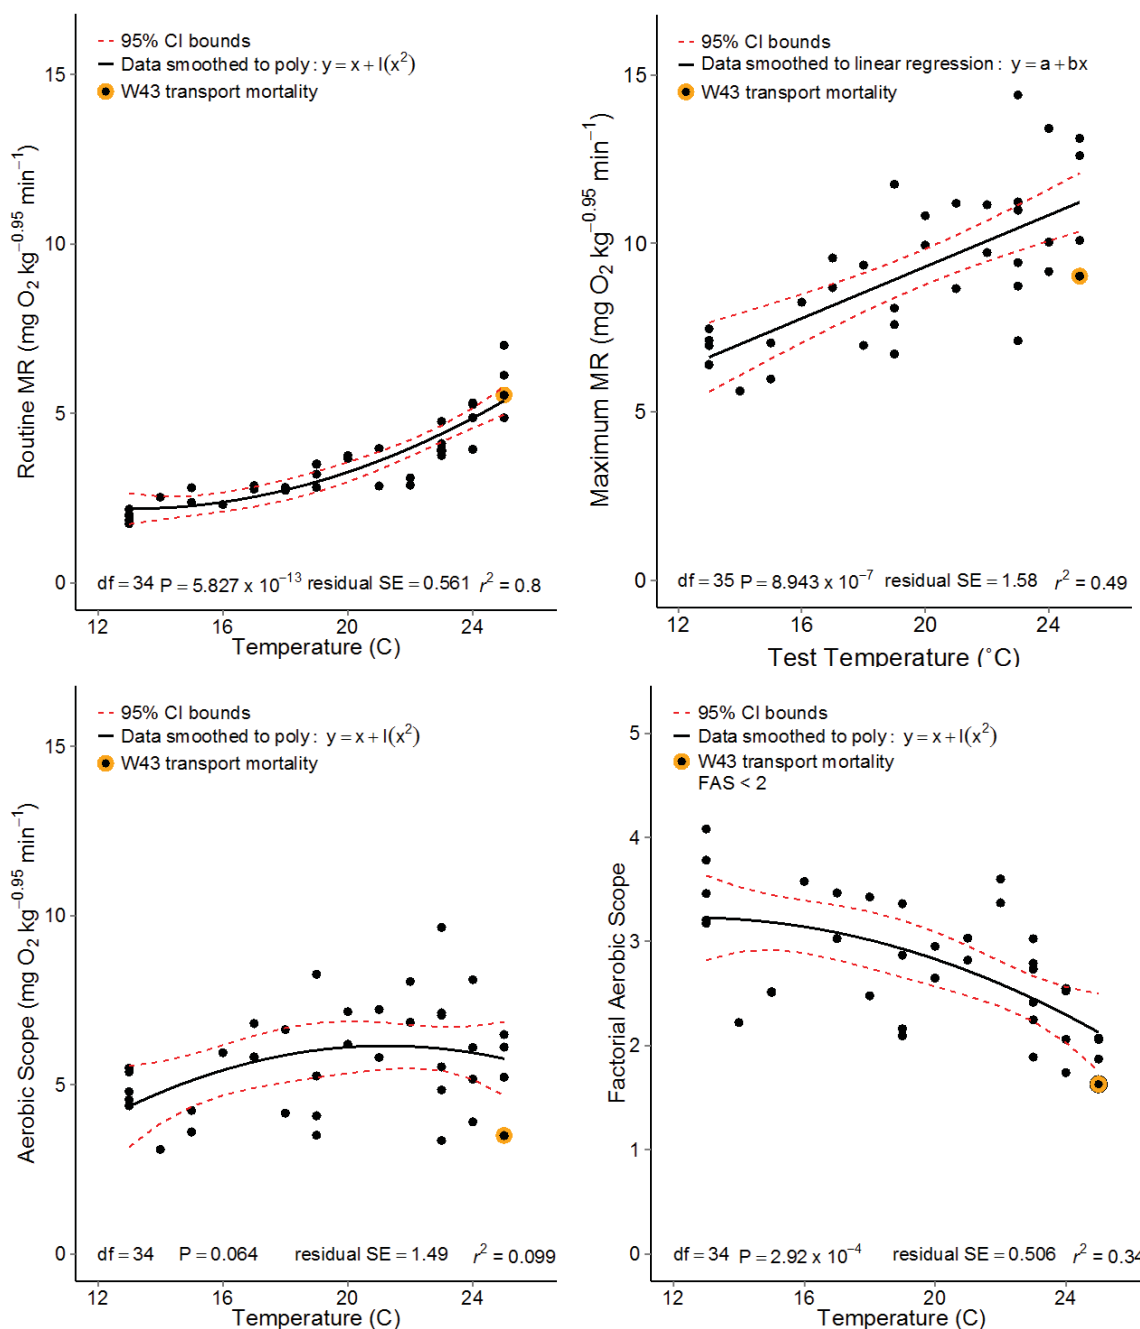 95% CI bounds
Data smoothed to poly : y = x + I(x²)
W43 transport mortality
15
10
5
0
Routine MR (mg O₂ kg⁻⁰·⁹⁵ min⁻¹)
df = 34 P = 5.827 x 10⁻¹³ residual SE = 0.561 r² = 0.8
12 16 20 24
Temperature (C)
95% CI bounds
Data smoothed to linear regression : y = a + bx
W43 transport mortality
15
10
5
0
Maximum MR (mg O₂ kg⁻⁰·⁹⁵ min⁻¹)
df = 35 P = 8.943 x 10⁻⁷ residual SE = 1.58 r² = 0.49
12 16 20 24
Test Temperature (°C)
95% CI bounds
Data smoothed to poly : y = x + I(x²)
W43 transport mortality
15
10
5
0
Aerobic Scope (mg O₂ kg⁻⁰·⁹⁵ min⁻¹)
df = 34 P = 0.064 residual SE = 1.49 r² = 0.099
12 16 20 24
Temperature (C)
95% CI bounds
Data smoothed to poly : y = x + I(x²)
W43 transport mortality
FAS < 2
5
4
3
2
1
0
Factorial Aerobic Scope
df = 34 P = 2.92 x 10⁻⁴ residual SE = 0.506 r² = 0.34
12 16 20 24
Temperature (C)